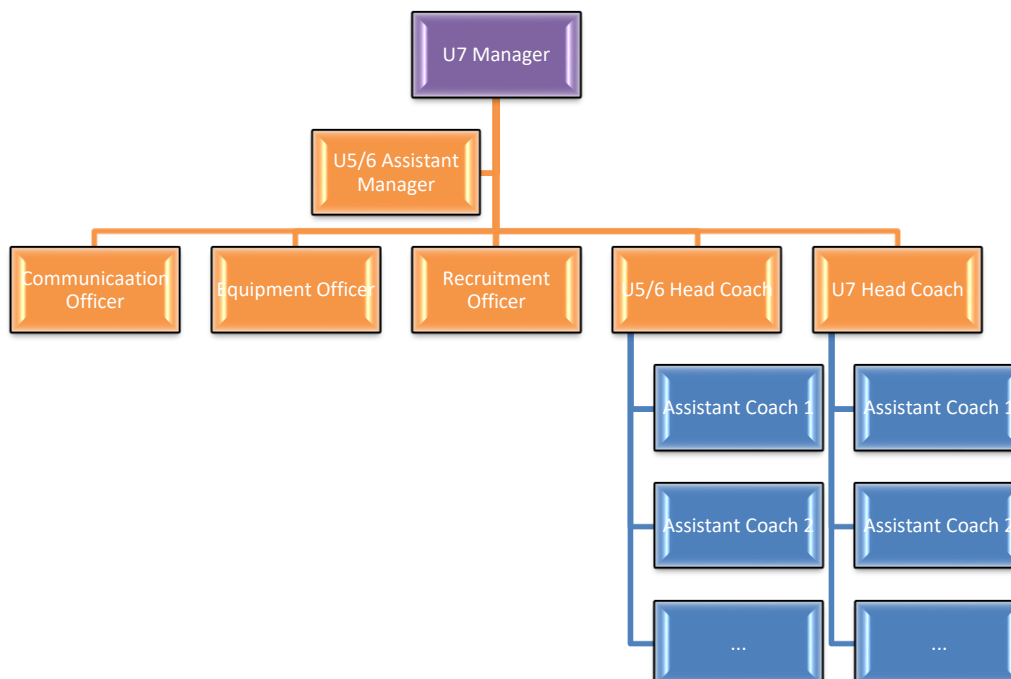 U7 Manager
U5/6 Assistant
Manager
Communicaation
Officer
Equipment Officer
Recruitment
Officer
U5/6 Head Coach
U7 Head Coach
Assistant Coach 1
Assistant Coach 1
Assistant Coach 2
Assistant Coach 2
...
...